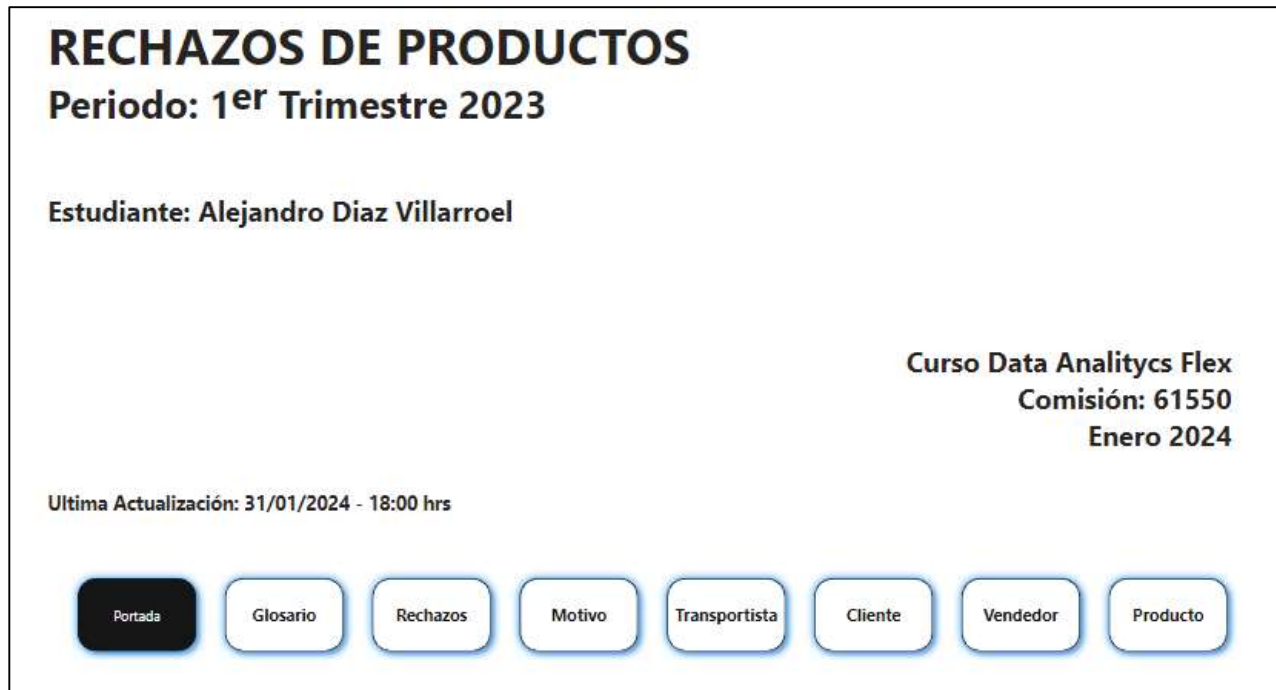 RECHAZOS DE PRODUCTOS
Periodo: 1er Trimestre 2023
Estudiante: Alejandro Diaz Villarroel
Curso Data Analitycs Flex
Comisión: 61550
Enero 2024
Ultima Actualización: 31/01/2024 - 18:00 hrs
Portada Glosario Rechazos Motivo Transportista Cliente Vendedor Producto